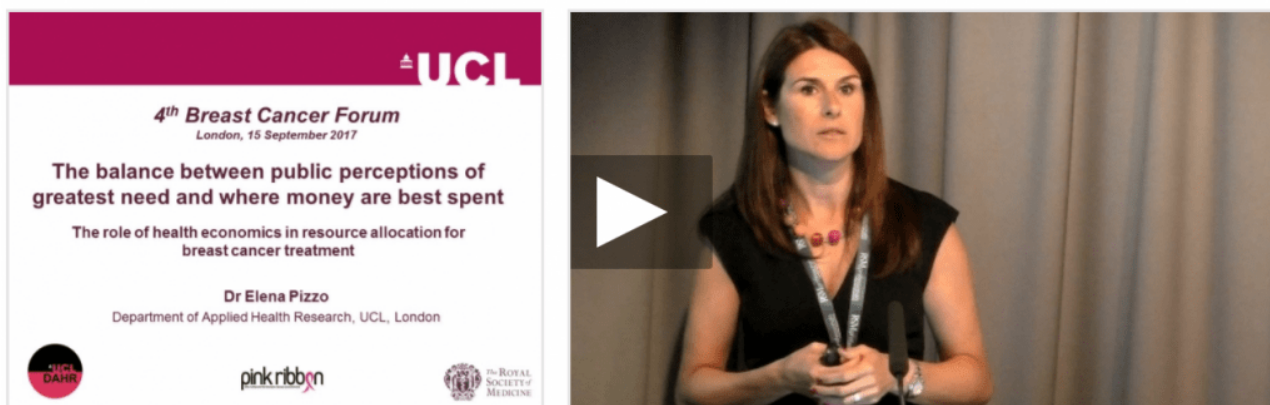 UCL
4th Breast Cancer Forum
London, 15 September 2017
The balance between public perceptions of
greatest need and where money are best spent
The role of health economics in resource allocation for
breast cancer treatment
Dr Elena Pizzo
Department of Applied Health Research, UCL, London
UCL
DAHR
pink ribbon
The ROYAL
SOCIETY of
MEDICINE